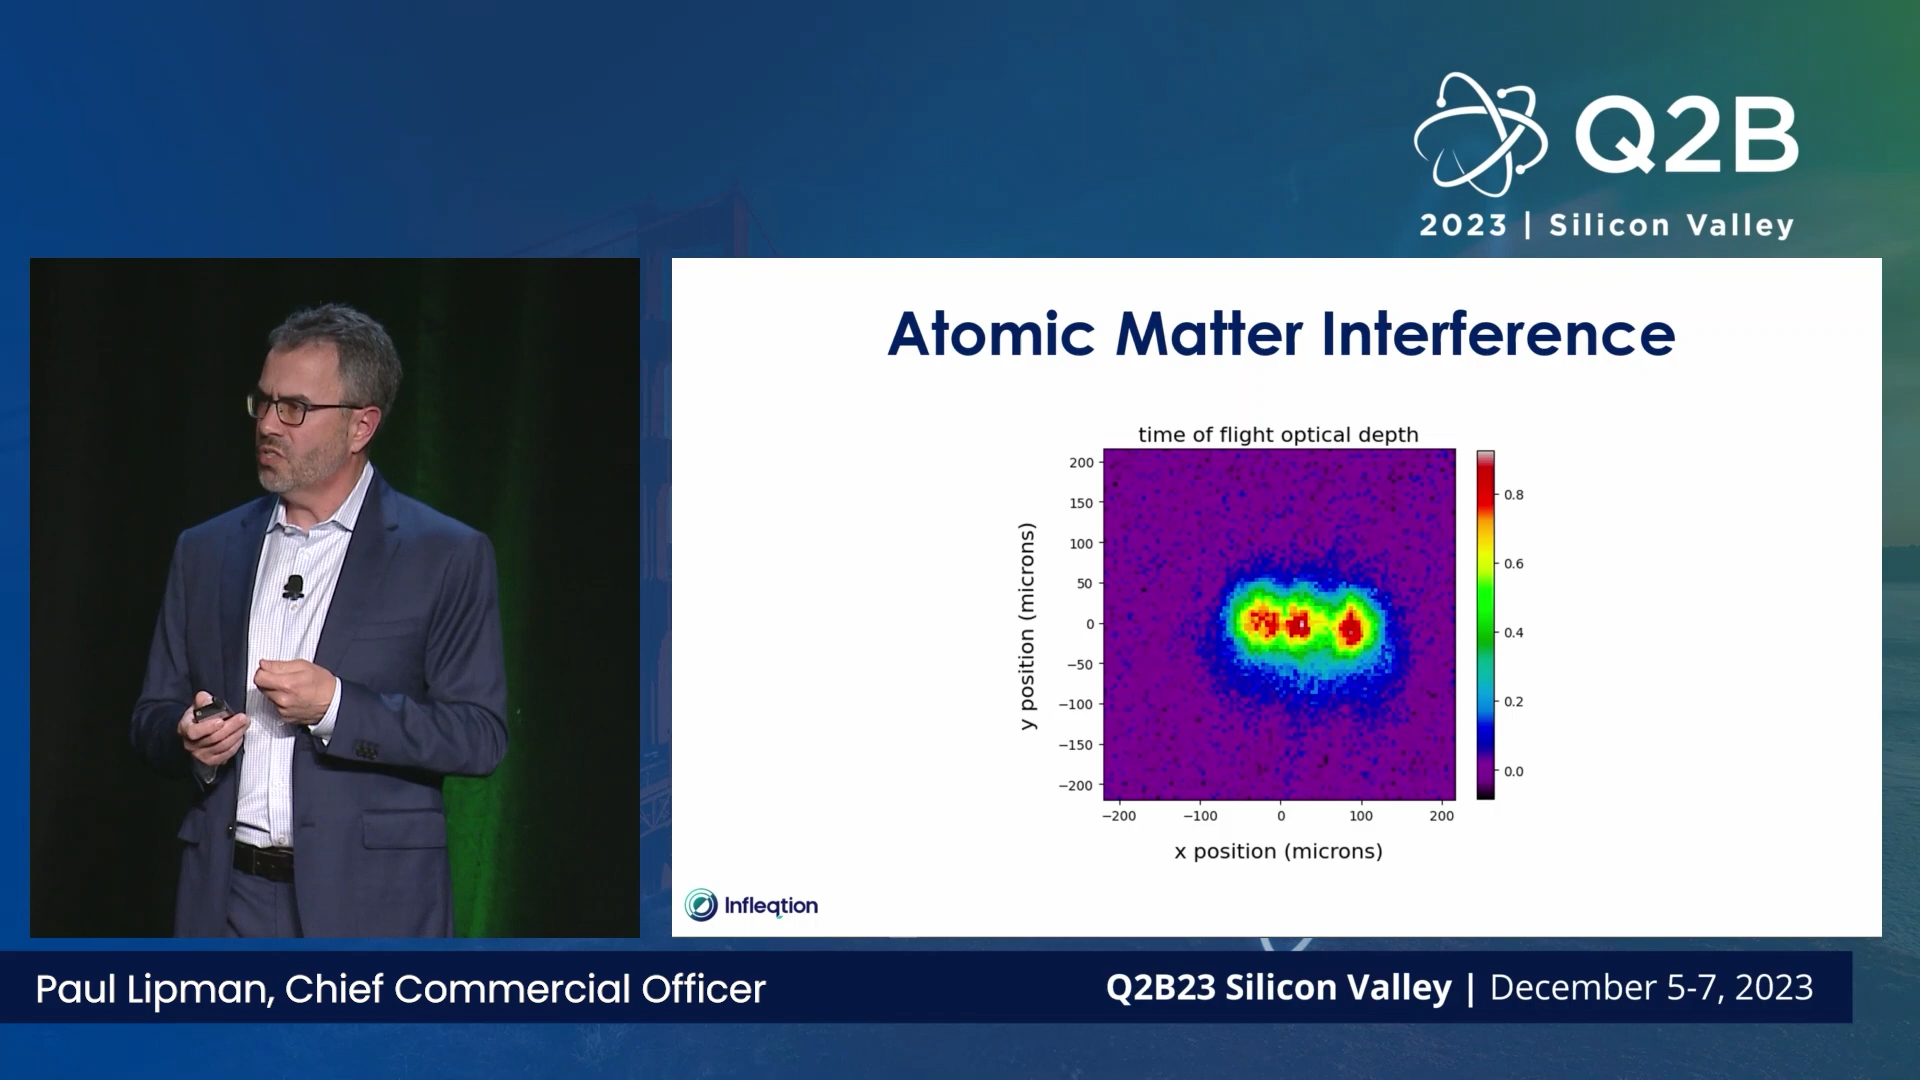 Q2B
2023 | Silicon Valley
Atomic Matter Interference
time of flight optical depth
200
150
100
50
0
−50
−100
−150
−200
y position (microns)
−200 −100 0 100 200
x position (microns)
0.8
0.6
0.4
0.2
0.0
Infleqtion
Paul Lipman, Chief Commercial Officer
Q2B23 Silicon Valley | December 5-7, 2023